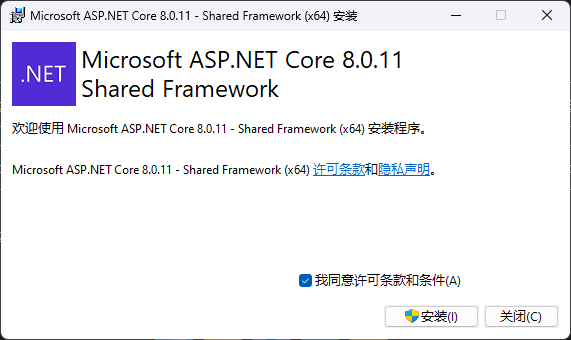 Microsoft ASP.NET Core 8.0.11 - Shared Framework (x64) 安装
.NET
Microsoft ASP.NET Core 8.0.11
Shared Framework
欢迎使用 Microsoft ASP.NET Core 8.0.11 - Shared Framework (x64) 安装程序。
Microsoft ASP.NET Core 8.0.11 - Shared Framework (x64) 许可条款和隐私声明。
我同意许可条款和条件(A)
安装(I)
关闭(C)